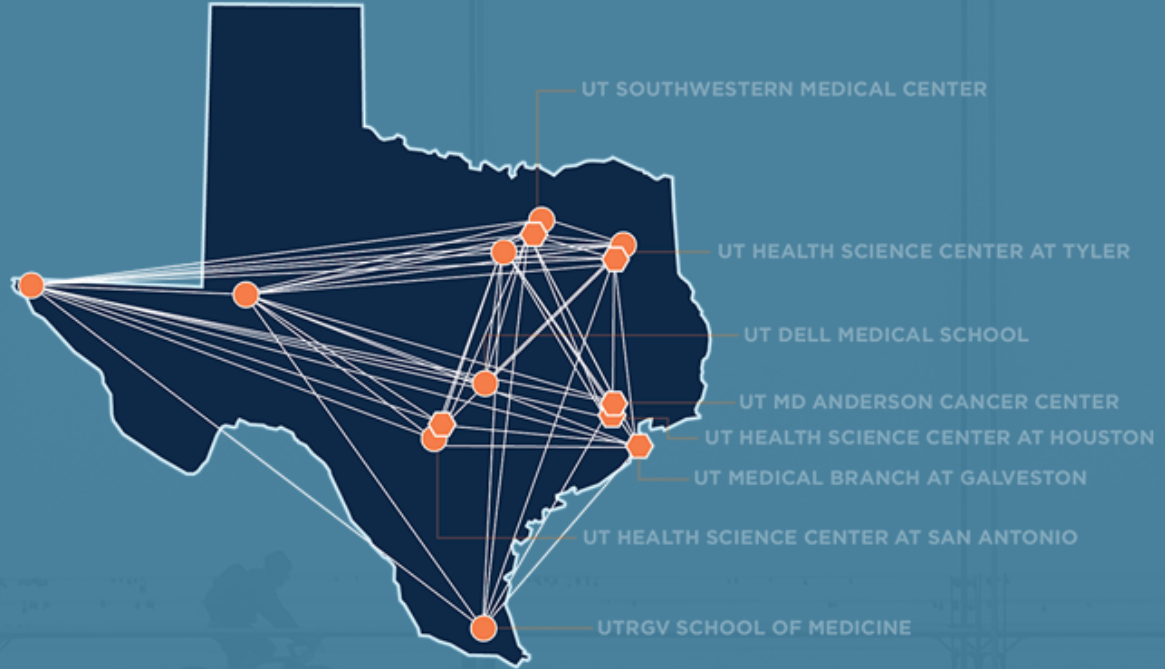 UT SOUTHWESTERN MEDICAL CENTER
UT HEALTH SCIENCE CENTER AT TYLER
UT DELL MEDICAL SCHOOL
UT MD ANDERSON CANCER CENTER
UT HEALTH SCIENCE CENTER AT HOUSTON
UT MEDICAL BRANCH AT GALVESTON
UT HEALTH SCIENCE CENTER AT SAN ANTONIO
UTRGV SCHOOL OF MEDICINE